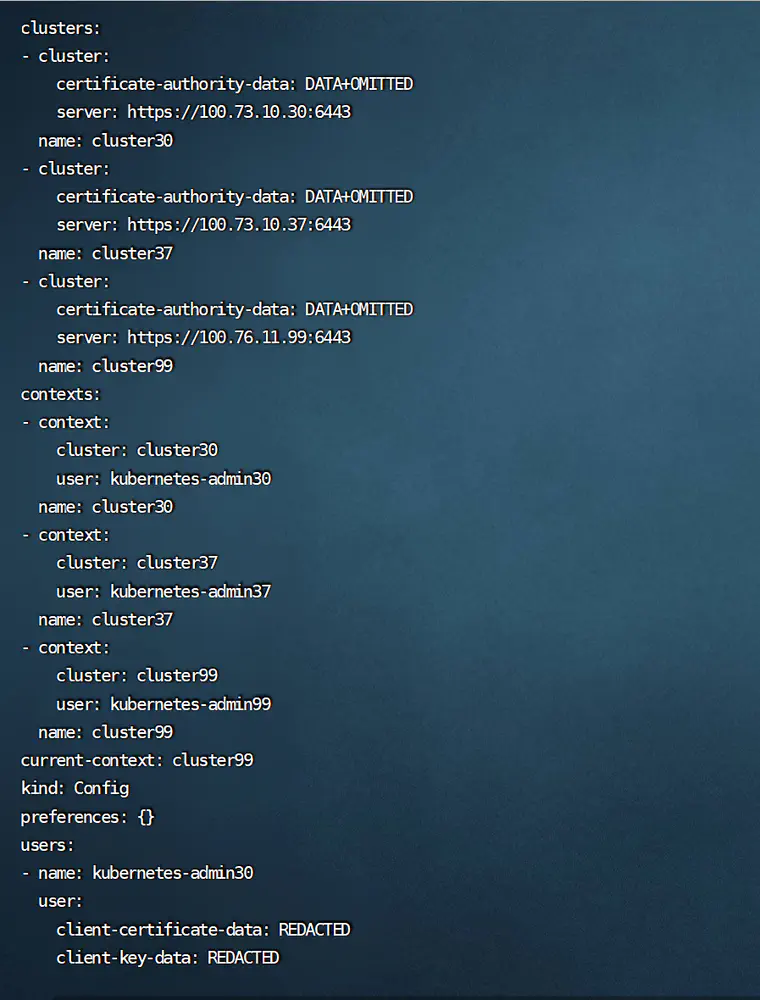 clusters:
- cluster:
    certificate-authority-data: DATA+OMITTED
    server: https://100.73.10.30:6443
  name: cluster30
- cluster:
    certificate-authority-data: DATA+OMITTED
    server: https://100.73.10.37:6443
  name: cluster37
- cluster:
    certificate-authority-data: DATA+OMITTED
    server: https://100.76.11.99:6443
  name: cluster99
contexts:
- context:
    cluster: cluster30
    user: kubernetes-admin30
  name: cluster30
- context:
    cluster: cluster37
    user: kubernetes-admin37
  name: cluster37
- context:
    cluster: cluster99
    user: kubernetes-admin99
  name: cluster99
current-context: cluster99
kind: Config
preferences: {}
users:
- name: kubernetes-admin30
  user:
    client-certificate-data: REDACTED
    client-key-data: REDACTED